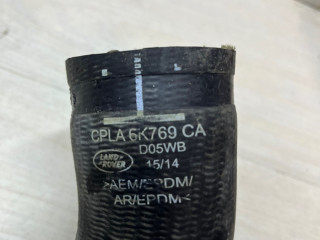 CPLA 6K769 CA
D05WB
LAND ROVER
15/14
>AEM/EPDM/
AR/EPDM<